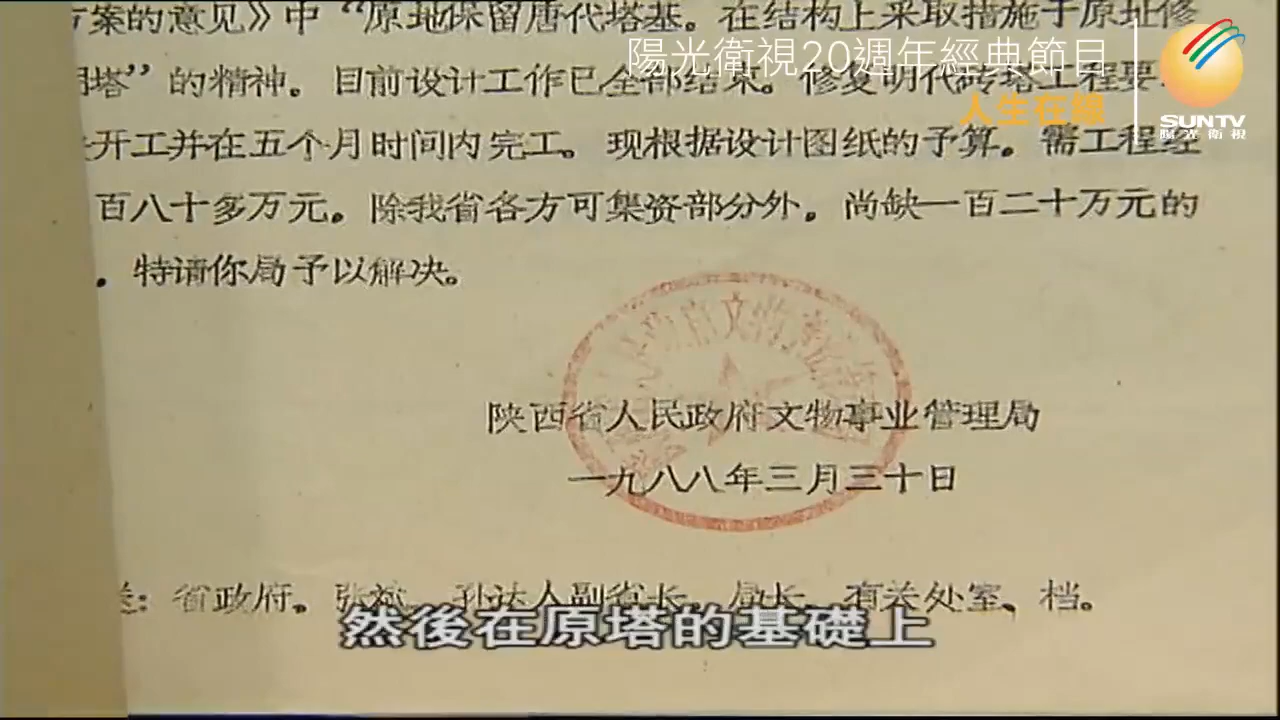 方案的意见》中“原地保留唐代塔基。在结构上采取措施于原址修
陽光衛視20週年經典節目
明塔”的精神。目前设计工作已全部结束。修复明代砖塔工程要
人生在線
SUNTV
陽光衛視
开工并在五个月时间内完工。现根据设计图纸的予算。需工程经
百八十多万元。除我省各方可集资部分外。尚缺一百二十万元的
。特请你局予以解决。
陕西省人民政府文物事业管理局
一九八八年三月三十日
送：省政府。张斌、孙达人副省长、局长、有关处室、档。
然後在原塔的基礎上